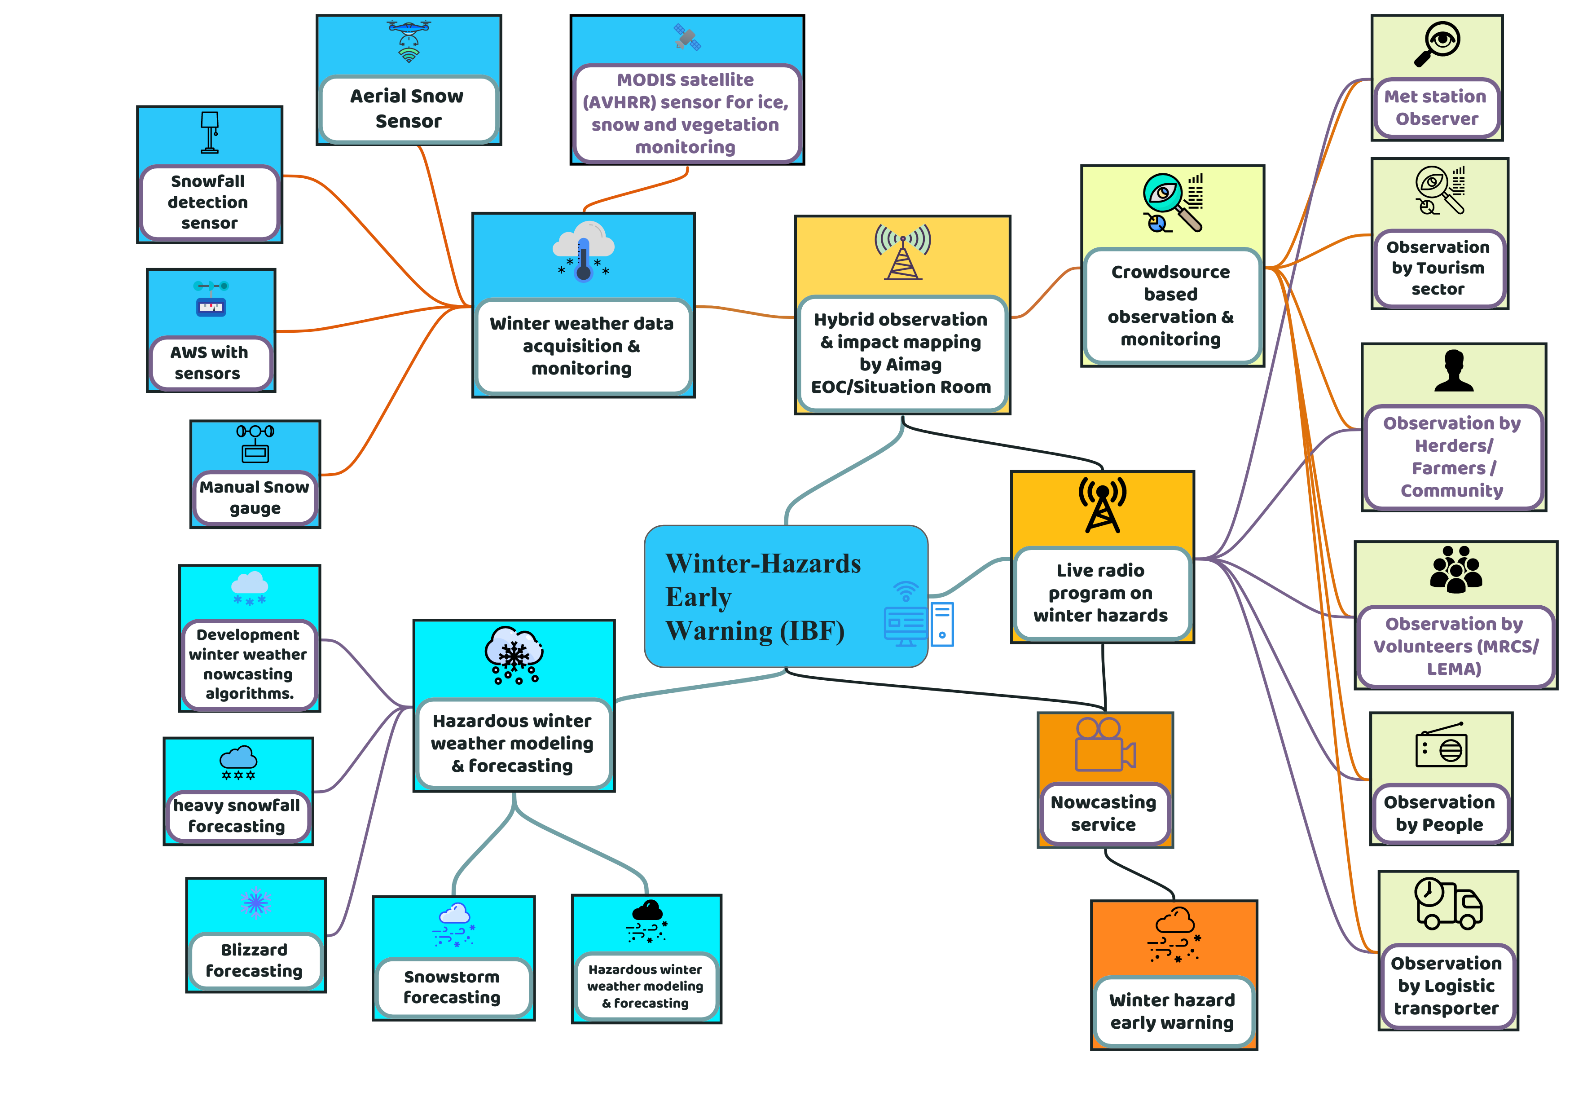 Aerial Snow
Sensor
MODIS satellite
(AVHRR) sensor for ice,
snow and vegetation
monitoring
Met station
Observer
Snowfall
detection
sensor
Observation
by Tourism
sector
Crowdsource
based
observation &
monitoring
Winter weather data
acquisition &
monitoring
Hybrid observation
& impact mapping
by Aimag
EOC/Situation Room
AWS with
sensors
Observation by
Herders/
Farmers /
Community
Manual Snow
gauge
Winter-Hazards
Early
Warning (IBF)
Live radio
program on
winter hazards
Observation by
Volunteers (MRCS/
LEMA)
Development
winter weather
nowcasting
algorithms.
Hazardous winter
weather modeling
& forecasting
heavy snowfall
forecasting
Nowcasting
service
Observation
by People
Blizzard
forecasting
Snowstorm
forecasting
Hazardous winter
weather modeling
& forecasting
Winter hazard
early warning
Observation
by Logistic
transporter